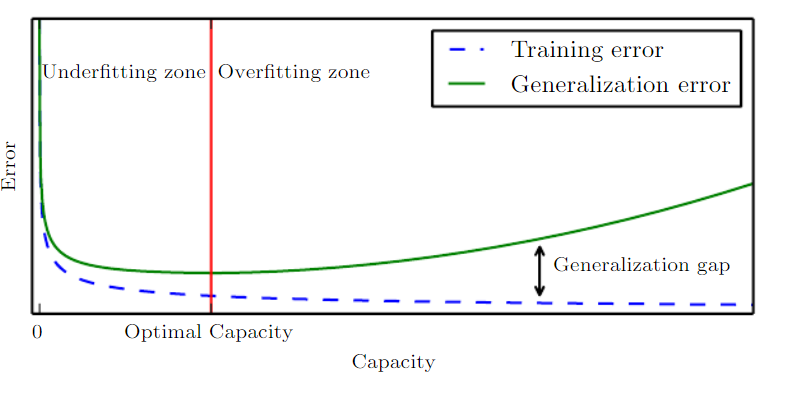 Training error
Generalization error
Underfitting zone
Overfitting zone
Error
Generalization gap
0
Optimal Capacity
Capacity